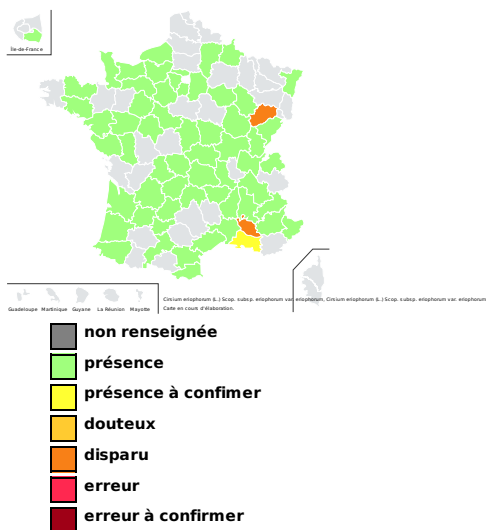 Île-de-France
Guadeloupe Martinique Guyane La Réunion Mayotte
Cirsium eriophorum (L.) Scop. subsp. eriophorum var. eriophorum, Cirsium eriophorum (L.) Scop. subsp. eriophorum var. eriophorum
Carte en cours d'élaboration.
non renseignée
présence
présence à confimer
douteux
disparu
erreur
erreur à confirmer